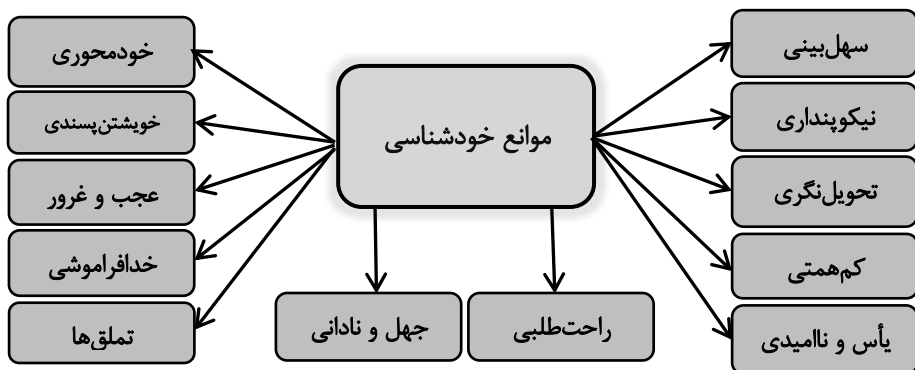 موانع خودشناسی
سهل‌بینی
نیکوپنداری
تحویل‌نگری
کم‌همتی
یأس و ناامیدی
راحت‌طلبی
جهل و نادانی
خودمحوری
خویشتن‌پسندی
عجب و غرور
خدافراموشی
تملق‌ها